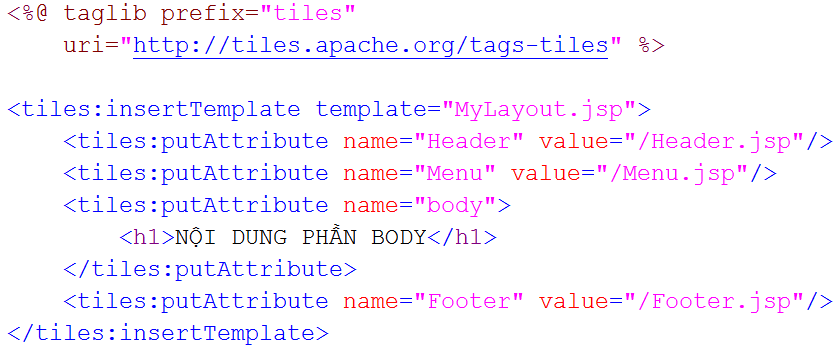 <%@ taglib prefix="tiles"
    uri="http://tiles.apache.org/tags-tiles" %>

<tiles:insertTemplate template="MyLayout.jsp">
    <tiles:putAttribute name="Header" value="/Header.jsp"/>
    <tiles:putAttribute name="Menu" value="/Menu.jsp"/>
    <tiles:putAttribute name="body">
        <h1>NỘI DUNG PHẦN BODY</h1>
    </tiles:putAttribute>
    <tiles:putAttribute name="Footer" value="/Footer.jsp"/>
</tiles:insertTemplate>